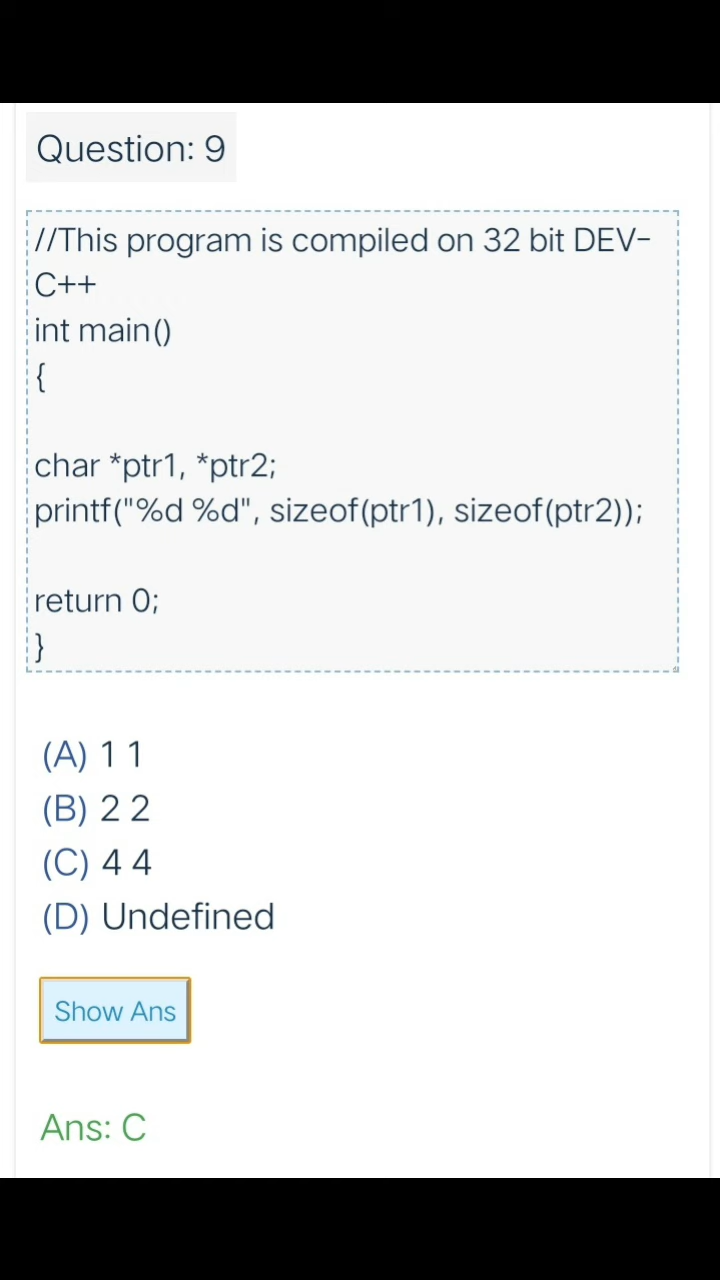 Question: 9
//This program is compiled on 32 bit DEV-
C++
int main()
{
char *ptr1, *ptr2;
printf("%d %d", sizeof(ptr1), sizeof(ptr2));
return 0;
}
(A) 1 1
(B) 2 2
(C) 4 4
(D) Undefined
Show Ans
Ans: C